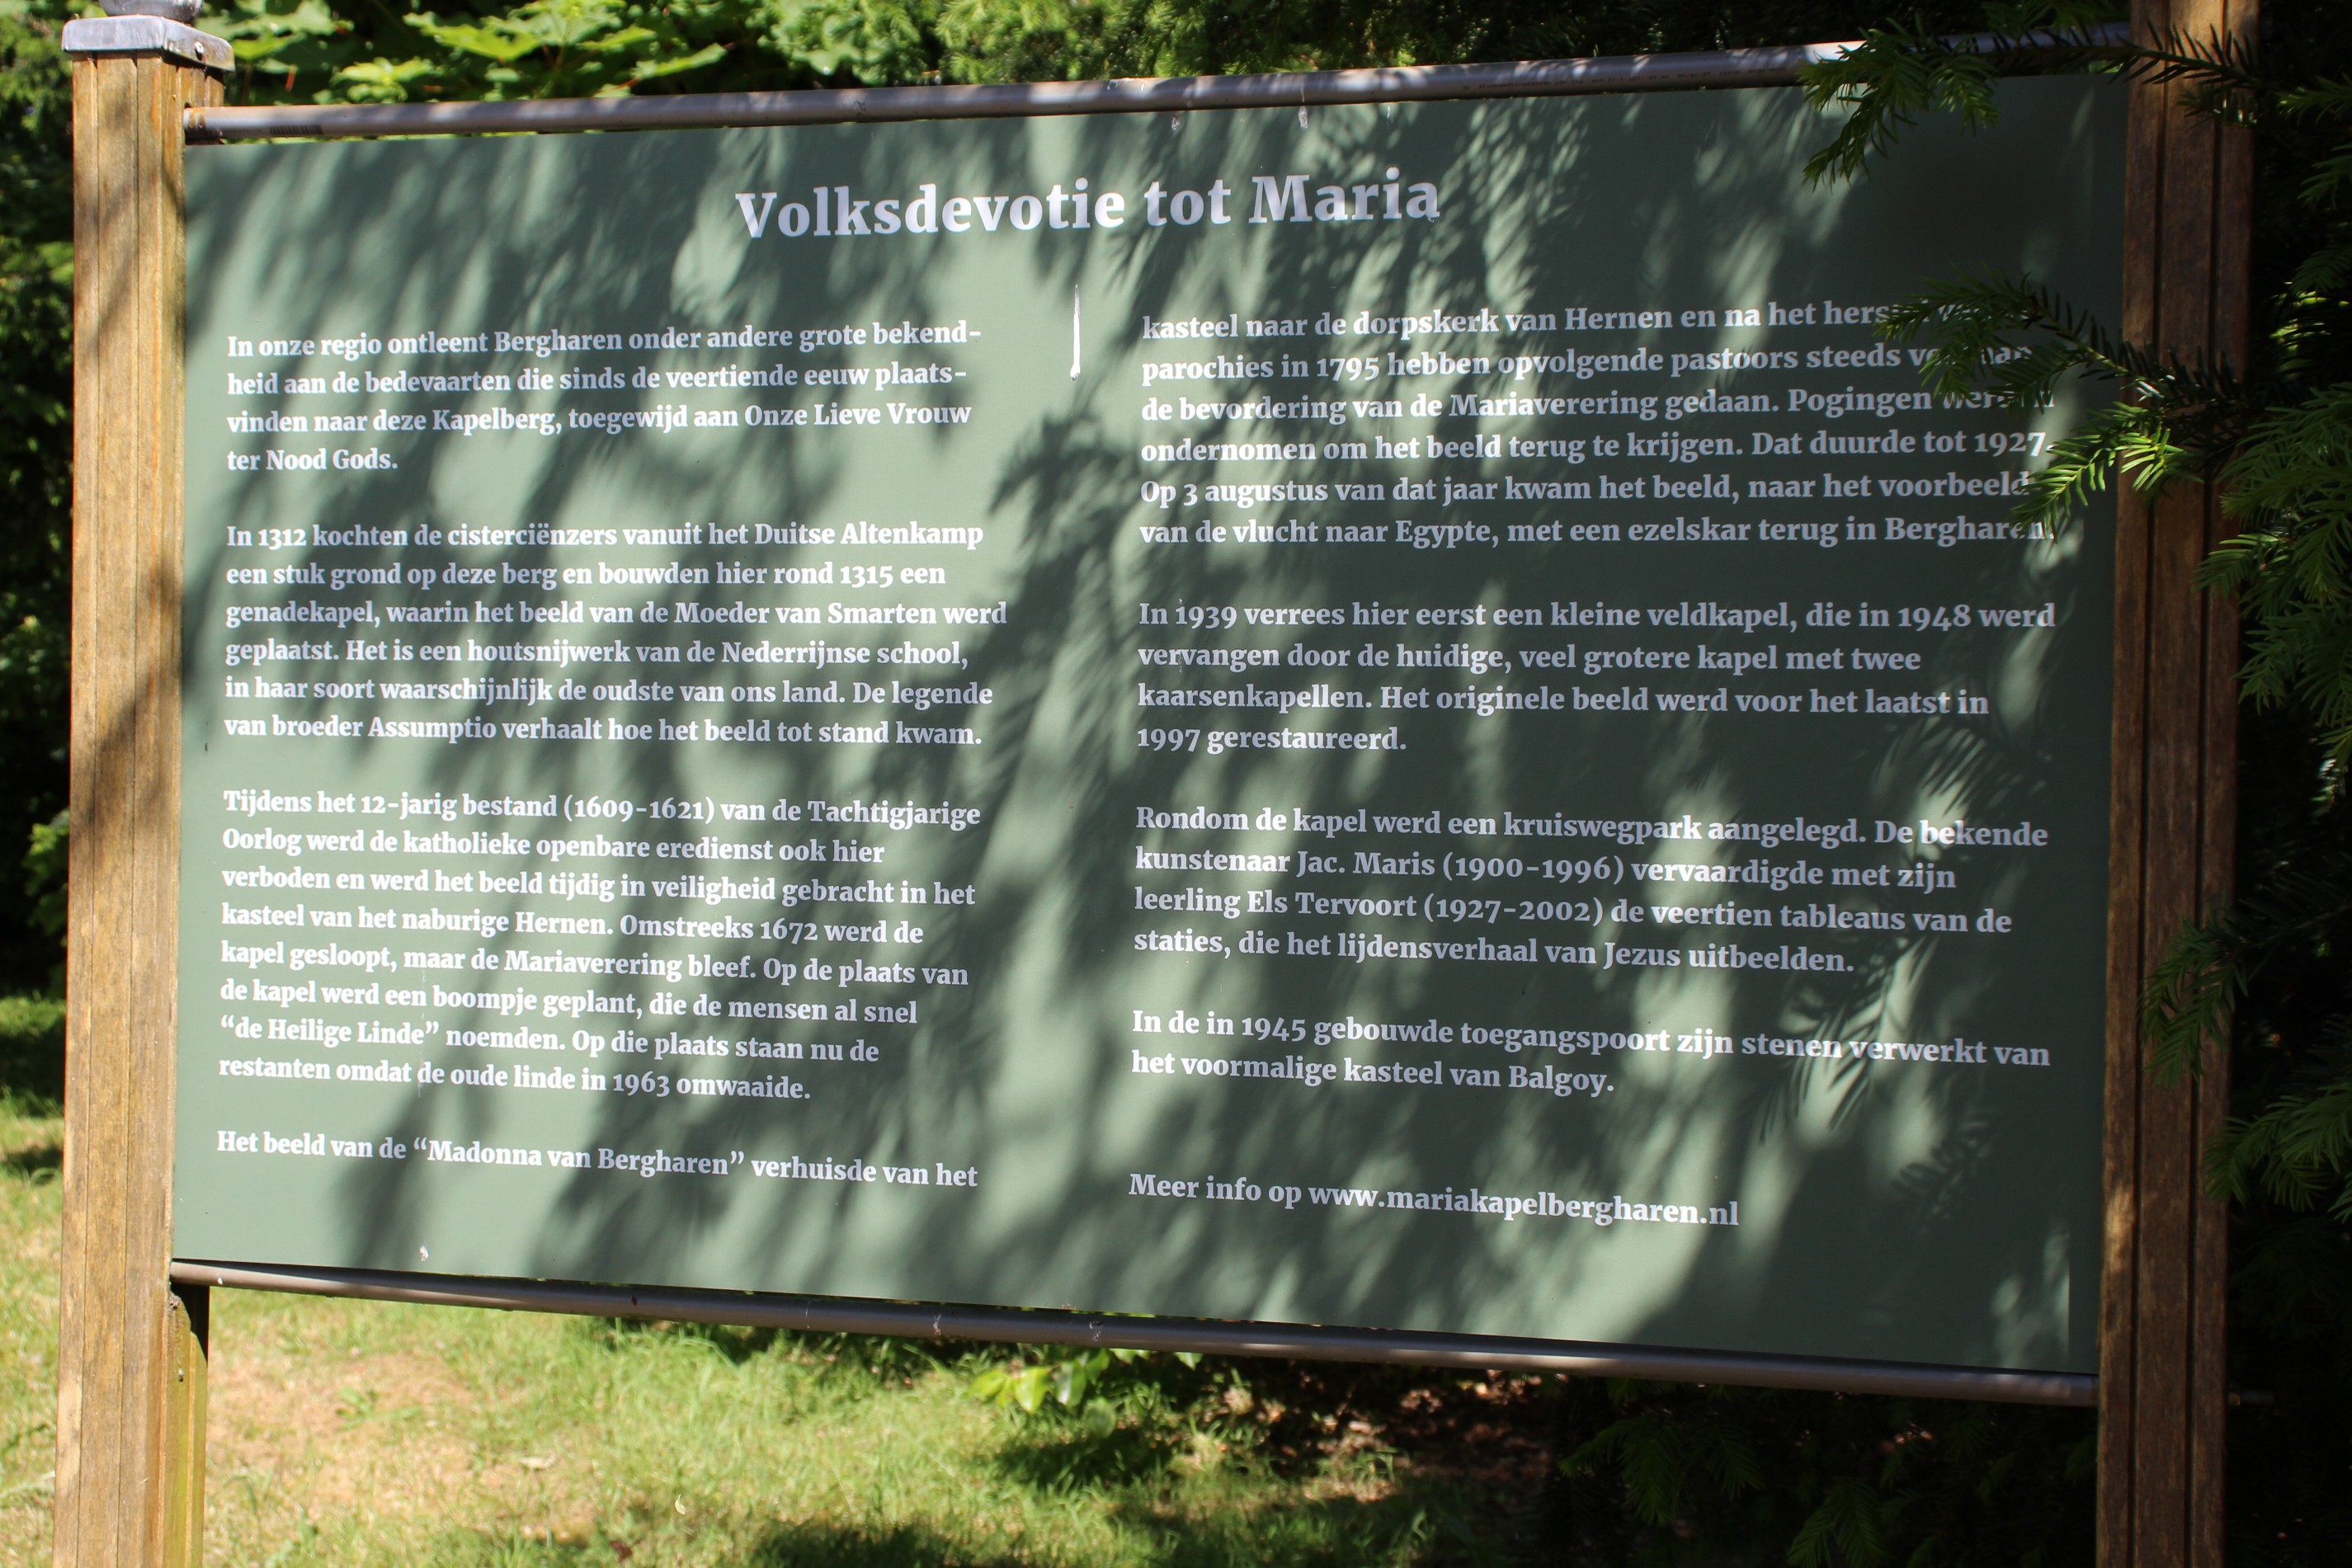 Volksdevotie tot Maria
In onze regio ontleent Bergharen onder andere grote bekend-
heid aan de bedevaarten die sinds de veertiende eeuw plaats-
vinden naar deze Kapelberg, toegewijd aan Onze Lieve Vrouw
ter Nood Gods.
In 1312 kochten de cisterciënzers vanuit het Duitse Altenkamp
een stuk grond op deze berg en bouwden hier rond 1315 een
genadekapel, waarin het beeld van de Moeder van Smarten werd
geplaatst. Het is een houtsnijwerk van de Nederrijnse school,
in haar soort waarschijnlijk de oudste van ons land. De legende
van broeder Assumptio verhaalt hoe het beeld tot stand kwam.
Tijdens het 12-jarig bestand (1609-1621) van de Tachtigjarige
Oorlog werd de katholieke openbare eredienst ook hier
verboden en werd het beeld tijdig in veiligheid gebracht in het
kasteel van het naburige Hernen. Omstreeks 1672 werd de
kapel gesloopt, maar de Mariaverering bleef. Op de plaats van
de kapel werd een boompje geplant, die de mensen al snel
“de Heilige Linde” noemden. Op die plaats staan nu de
restanten omdat de oude linde in 1963 omwaaide.
Het beeld van de “Madonna van Bergharen” verhuisde van het
kasteel naar de dorpskerk van Hernen en na het
parochies in 1795 hebben opvolgende pastoors steeds
de bevordering van de Mariaverering gedaan. Pogingen
ondernomen om het beeld terug te krijgen. Dat duurde tot 1927.
Op 3 augustus van dat jaar kwam het beeld, naar het voorbeeld
van de vlucht naar Egypte, met een ezelskar terug in Bergharen.
In 1939 verrees hier eerst een kleine veldkapel, die in 1948 werd
vervangen door de huidige, veel grotere kapel met twee
kaarsenkapellen. Het originele beeld werd voor het laatst in
1997 gerestaureerd.
Rondom de kapel werd een kruiswegpark aangelegd. De bekende
kunstenaar Jac. Maris (1900-1996) vervaardigde met zijn
leerling Els Tervoort (1927-2002) de veertien tableaus van de
staties, die het lijdensverhaal van Jezus uitbeelden.
In de in 1945 gebouwde toegangspoort zijn stenen verwerkt van
het voormalige kasteel van Balgoy.
Meer info op www.mariakapelbergharen.nl